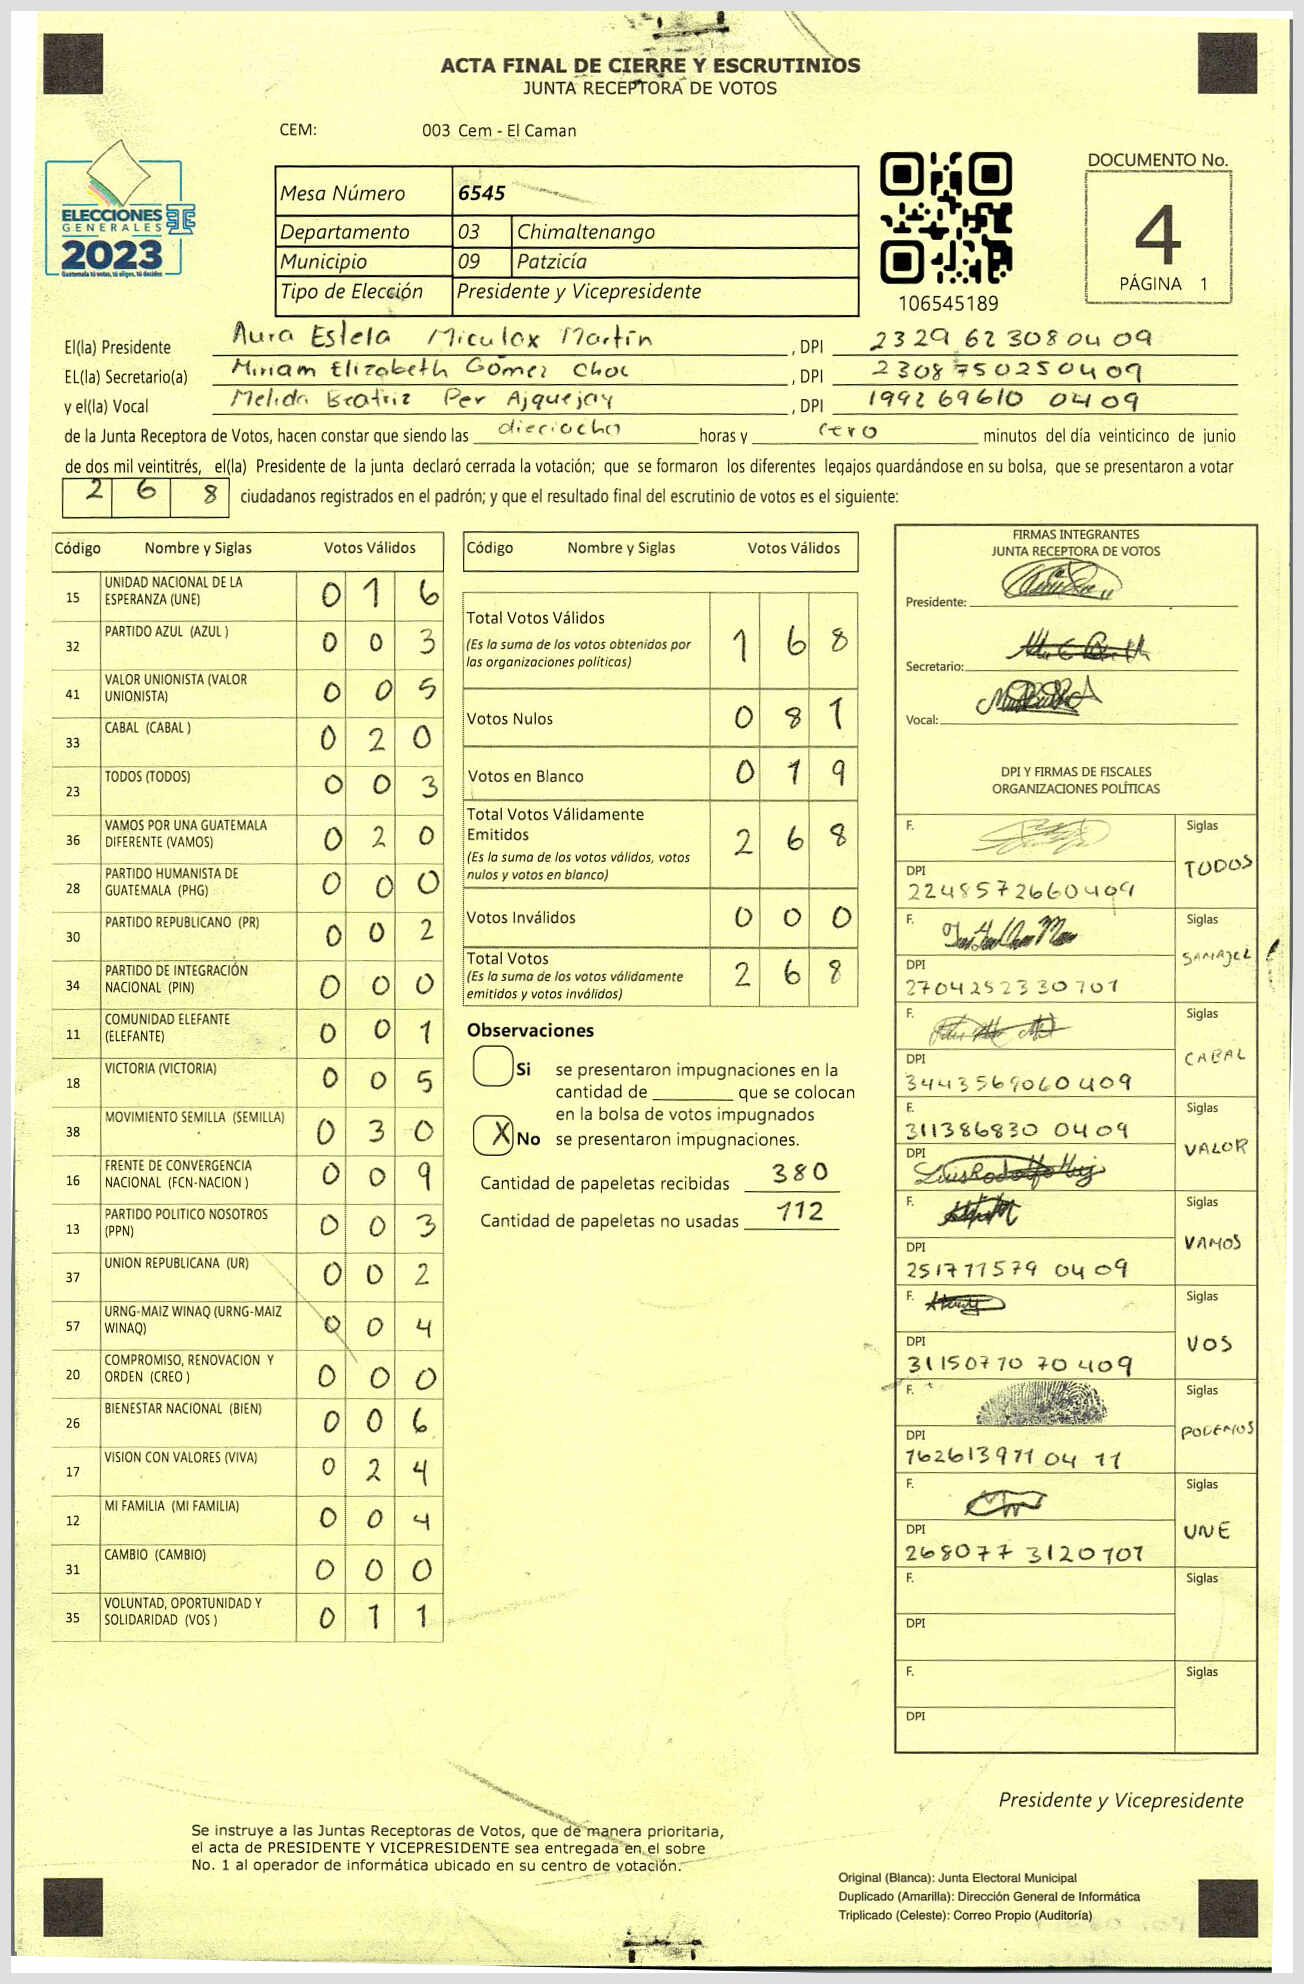 ACTA FINAL DE CIERRE Y ESCRUTINIOS
JUNTA RECEPTORA DE VOTOS
CEM: 003 Cem - El Caman
ELECCIONES
GENERALES
2023
Guatemala tú votas, tú eliges, tú decides
Mesa Número 6545
Departamento 03 Chimaltenango
Municipio 09 Patzicía
Tipo de Elección Presidente y Vicepresidente
106545189
DOCUMENTO No.
4
PÁGINA 1
El(la) Presidente Aura Estela Miculax Martín , DPI 2329 62308 04 09
EL(la) Secretario(a) Miriam Elizabeth Gómez Choc , DPI 2308750250409
y el(la) Vocal Melida Beatriz Per Ajquejay , DPI 199269610 0409
de la Junta Receptora de Votos, hacen constar que siendo las dieciocho horas y cero minutos del día veinticinco de junio
de dos mil veintitrés, el(la) Presidente de la junta declaró cerrada la votación; que se formaron los diferentes legajos quardándose en su bolsa, que se presentaron a votar
2 6 8 ciudadanos registrados en el padrón; y que el resultado final del escrutinio de votos es el siguiente:
Código Nombre y Siglas Votos Válidos
15 UNIDAD NACIONAL DE LA ESPERANZA (UNE) 0 1 6
32 PARTIDO AZUL (AZUL ) 0 0 3
41 VALOR UNIONISTA (VALOR UNIONISTA) 0 0 5
33 CABAL (CABAL ) 0 2 0
23 TODOS (TODOS) 0 0 3
36 VAMOS POR UNA GUATEMALA DIFERENTE (VAMOS) 0 2 0
28 PARTIDO HUMANISTA DE GUATEMALA (PHG) 0 0 0
30 PARTIDO REPUBLICANO (PR) 0 0 2
34 PARTIDO DE INTEGRACIÓN NACIONAL (PIN) 0 0 0
11 COMUNIDAD ELEFANTE (ELEFANTE) 0 0 1
18 VICTORIA (VICTORIA) 0 0 5
38 MOVIMIENTO SEMILLA (SEMILLA) 0 3 0
16 FRENTE DE CONVERGENCIA NACIONAL (FCN-NACION ) 0 0 9
13 PARTIDO POLITICO NOSOTROS (PPN) 0 0 3
37 UNION REPUBLICANA (UR) 0 0 2
57 URNG-MAIZ WINAQ (URNG-MAIZ WINAQ) 0 0 4
20 COMPROMISO, RENOVACION Y ORDEN (CREO ) 0 0 0
26 BIENESTAR NACIONAL (BIEN) 0 0 6
17 VISION CON VALORES (VIVA) 0 2 4
12 MI FAMILIA (MI FAMILIA) 0 0 4
31 CAMBIO (CAMBIO) 0 0 0
35 VOLUNTAD, OPORTUNIDAD Y SOLIDARIDAD (VOS ) 0 1 1
Código Nombre y Siglas Votos Válidos
Total Votos Válidos 1 6 8
(Es la suma de los votos obtenidos por
las organizaciones políticas)
Votos Nulos 0 8 1
Votos en Blanco 0 1 9
Total Votos Válidamente
Emitidos 2 6 8
(Es la suma de los votos válidos, votos
nulos y votos en blanco)
Votos Inválidos 0 0 0
Total Votos 2 6 8
(Es la suma de los votos válidamente
emitidos y votos inválidos)
Observaciones
Si se presentaron impugnaciones en la
cantidad de ________ que se colocan
en la bolsa de votos impugnados
X No se presentaron impugnaciones.
Cantidad de papeletas recibidas 380
Cantidad de papeletas no usadas 112
FIRMAS INTEGRANTES
JUNTA RECEPTORA DE VOTOS
Presidente:
Secretario:
Vocal:
DPI Y FIRMAS DE FISCALES
ORGANIZACIONES POLÍTICAS
F. Siglas
TODOS
DPI
2248572660409
F. Siglas
SAMAJEL
DPI
2704252330701
F. Siglas
CABAL
DPI
3443569060409
F. Siglas
311386830 0409
VALOR
DPI
F. Siglas
VAMOS
DPI
251771579 0409
F. Siglas
VOS
DPI
31150770 70409
F. Siglas
PODEMOS
DPI
162613971 04 11
F. Siglas
UNE
DPI
268077 3120701
F. Siglas
DPI
F. Siglas
DPI
Presidente y Vicepresidente
Se instruye a las Juntas Receptoras de Votos, que de manera prioritaria,
el acta de PRESIDENTE Y VICEPRESIDENTE sea entregada en el sobre
No. 1 al operador de informática ubicado en su centro de votación.
Original (Blanca): Junta Electoral Municipal
Duplicado (Amarilla): Dirección General de Informática
Triplicado (Celeste): Correo Propio (Auditoría)